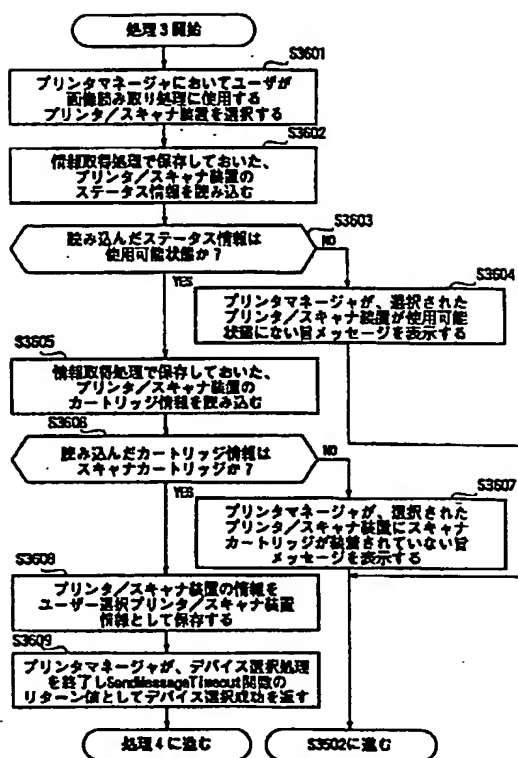 処理3開始
S3601
プリンタマネージャにおいてユーザが
画像読み取り処理に使用する
プリンタ/スキャナ装置を選択する
S3602
情報取得処理で保存しておいた、
プリンタ/スキャナ装置の
ステータス情報を読み込む
S3603
読み込んだステータス情報は
使用可能状態か?
NO
YES
S3604
プリンタマネージャが、選択された
プリンタ/スキャナ装置が使用可能
状態にない旨メッセージを表示する
S3605
情報取得処理で保存しておいた、
プリンタ/スキャナ装置の
カートリッジ情報を読み込む
S3606
読み込んだカートリッジ情報は
スキャナカートリッジか?
NO
YES
S3607
プリンタマネージャが、選択された
プリンタ/スキャナ装置にスキャナ
カートリッジが装着されていない旨
メッセージを表示する
S3608
プリンタ/スキャナ装置の情報を
ユーザー選択プリンタ/スキャナ装置
情報として保存する
S3609
プリンタマネージャが、デバイス選択処理
を終了しSendMessageTimeout関数の
リターン値としてデバイス選択成功を返す
処理4に進む
S3502に進む